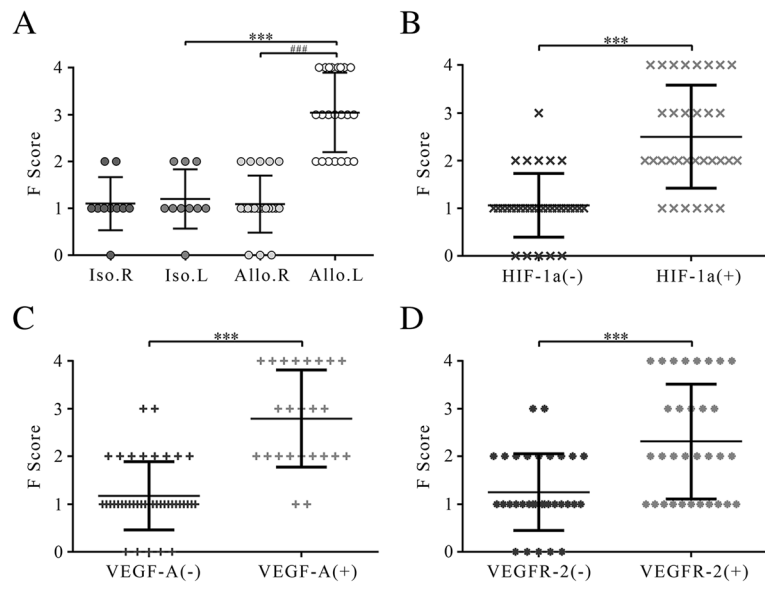 A
***
###
F Score
4
3
2
1
0
Iso.R Iso.L Allo.R Allo.L
B
***
F Score
4
3
2
1
0
HIF-1a(-) HIF-1a(+)
C
***
F Score
4
3
2
1
0
VEGF-A(-) VEGF-A(+)
D
***
F Score
4
3
2
1
0
VEGFR-2(-) VEGFR-2(+)